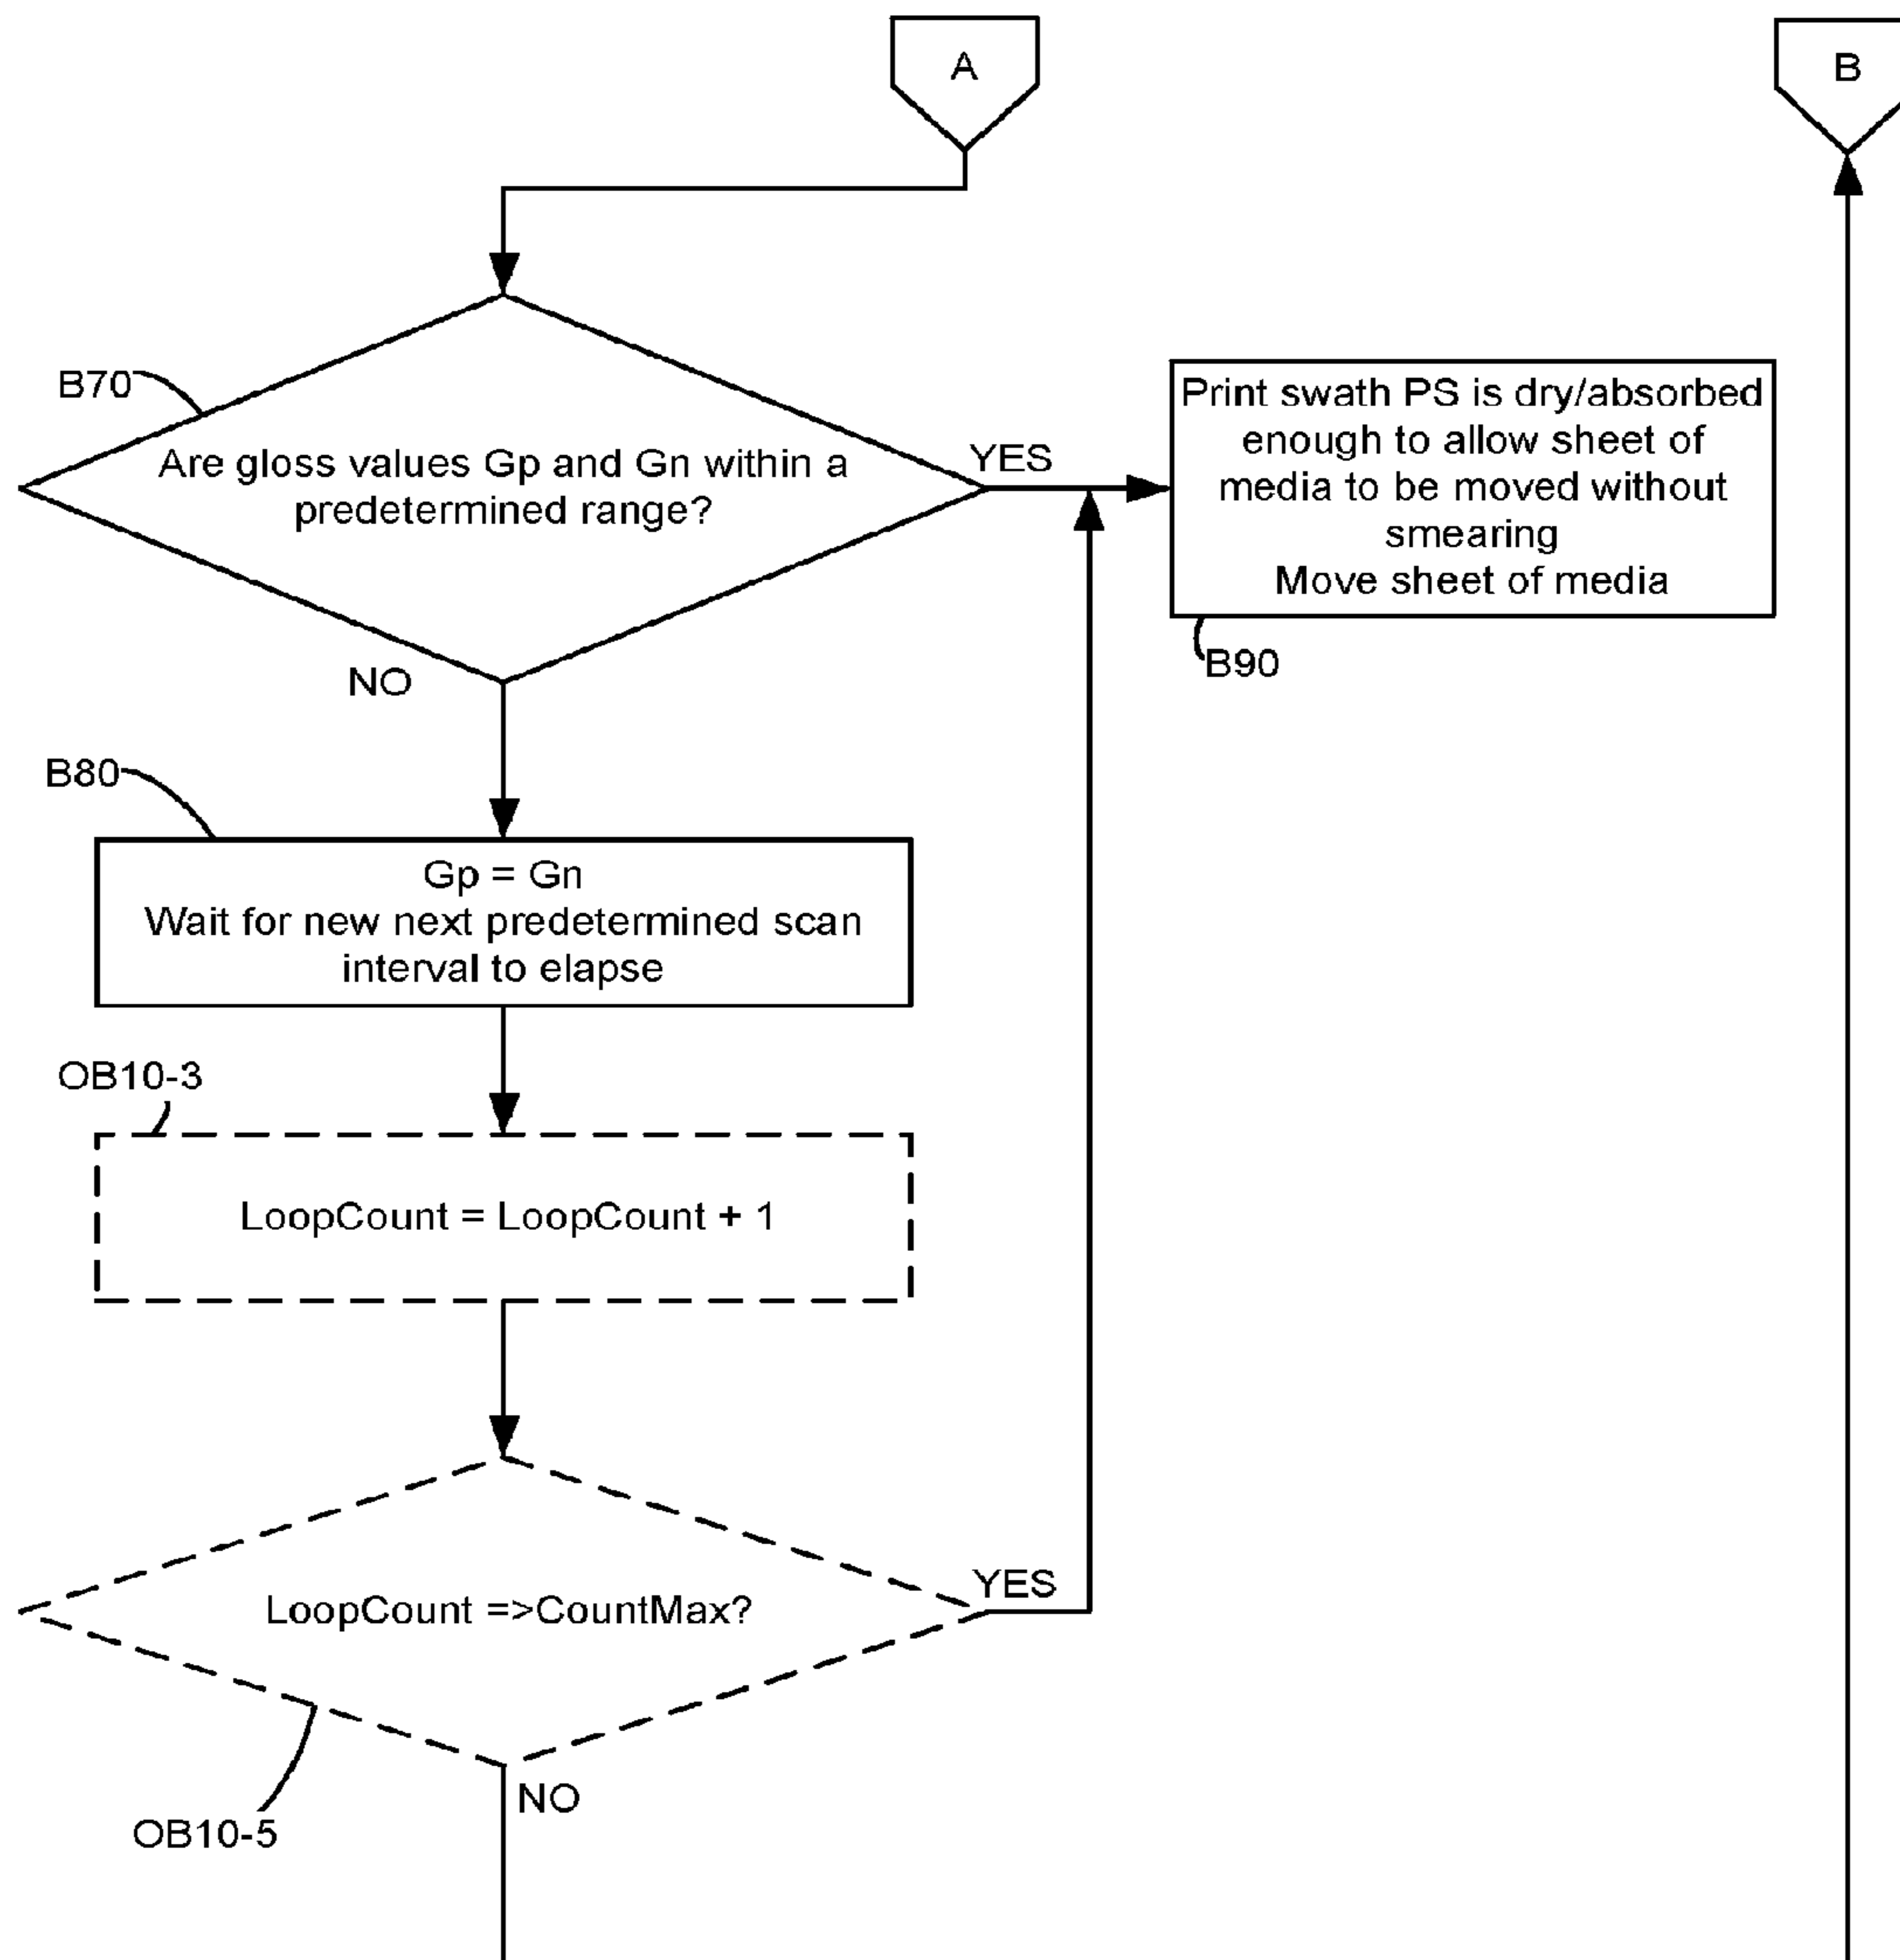 A
B
B70
Are gloss values Gp and Gn within a
predetermined range?
YES
Print swath PS is dry/absorbed
enough to allow sheet of
media to be moved without
smearing
Move sheet of media
B90
NO
B80
Gp = Gn
Wait for new next predetermined scan
interval to elapse
OB10-3
LoopCount = LoopCount + 1
LoopCount =>CountMax?
YES
NO
OB10-5